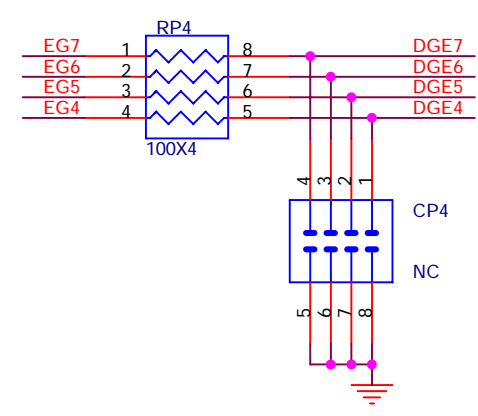 RP4
EG7 1 8 DGE7
EG6 2 7 DGE6
EG5 3 6 DGE5
EG4 4 5 DGE4
100X4
4 3 2 1
CP4
NC
5 6 7 8